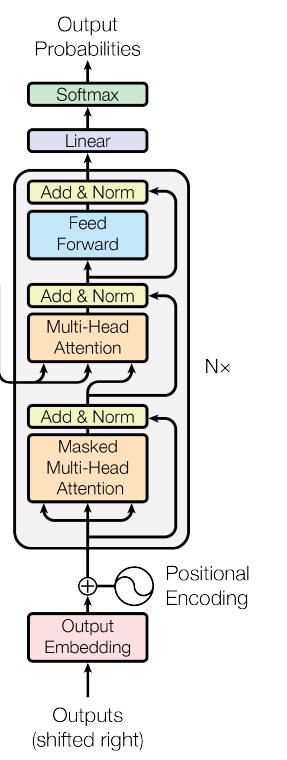 Output
Probabilities
Softmax
Linear
Add & Norm
Feed
Forward
Add & Norm
Multi-Head
Attention
N×
Add & Norm
Masked
Multi-Head
Attention
Positional
Encoding
Output
Embedding
Outputs
(shifted right)